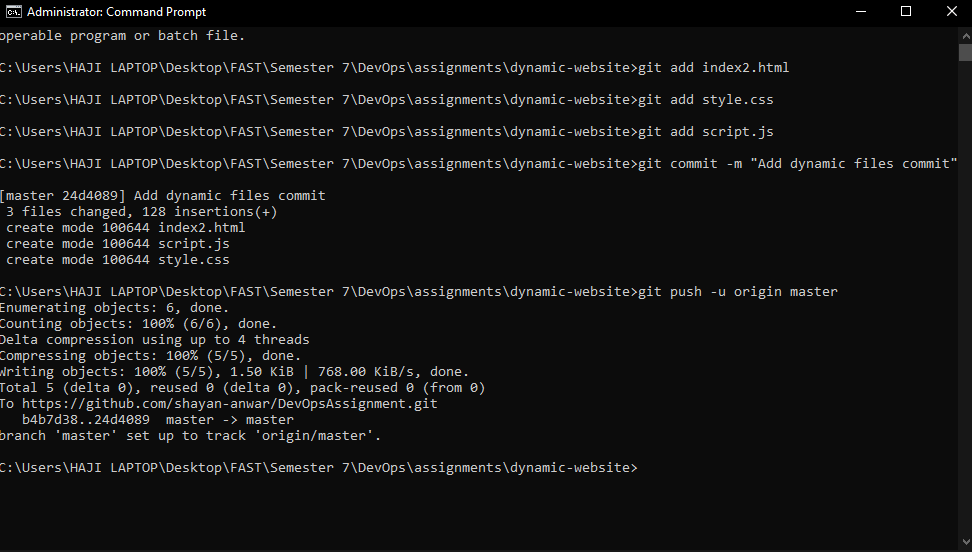 Administrator: Command Prompt
operable program or batch file.
C:\Users\HAJI LAPTOP\Desktop\FAST\Semester 7\DevOps\assignments\dynamic-website>git add index2.html
C:\Users\HAJI LAPTOP\Desktop\FAST\Semester 7\DevOps\assignments\dynamic-website>git add style.css
C:\Users\HAJI LAPTOP\Desktop\FAST\Semester 7\DevOps\assignments\dynamic-website>git add script.js
C:\Users\HAJI LAPTOP\Desktop\FAST\Semester 7\DevOps\assignments\dynamic-website>git commit -m "Add dynamic files commit"
[master 24d4089] Add dynamic files commit
 3 files changed, 128 insertions(+)
 create mode 100644 index2.html
 create mode 100644 script.js
 create mode 100644 style.css
C:\Users\HAJI LAPTOP\Desktop\FAST\Semester 7\DevOps\assignments\dynamic-website>git push -u origin master
Enumerating objects: 6, done.
Counting objects: 100% (6/6), done.
Delta compression using up to 4 threads
Compressing objects: 100% (5/5), done.
Writing objects: 100% (5/5), 1.50 KiB | 768.00 KiB/s, done.
Total 5 (delta 0), reused 0 (delta 0), pack-reused 0 (from 0)
To https://github.com/shayan-anwar/DevOpsAssignment.git
   b4b7d38..24d4089  master -> master
branch 'master' set up to track 'origin/master'.
C:\Users\HAJI LAPTOP\Desktop\FAST\Semester 7\DevOps\assignments\dynamic-website>